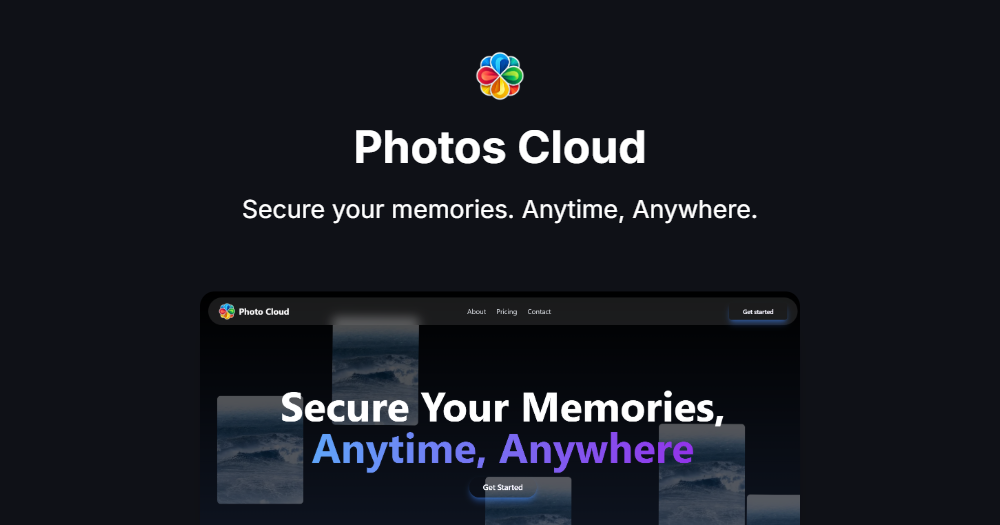 Photos Cloud
Secure your memories. Anytime, Anywhere.
Photo Cloud
About Pricing Contact
Get started
Secure Your Memories,
Anytime, Anywhere
Get Started